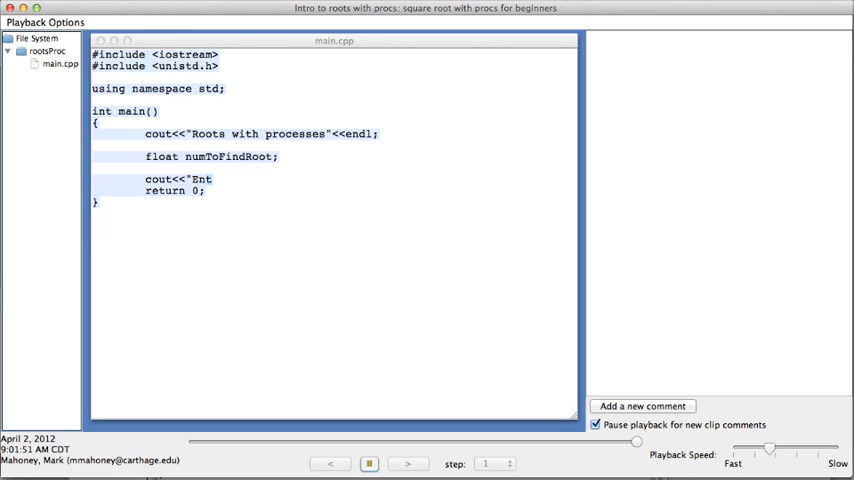 Intro to roots with procs: square root with procs for beginners
Playback Options
File System
rootsProc
main.cpp
main.cpp
#include <iostream>
#include <unistd.h>
using namespace std;
int main()
{
cout<<"Roots with processes"<<endl;
float numToFindRoot;
cout<<"Ent
return 0;
}
Add a new comment
Pause playback for new clip comments
April 2, 2012
9:01:51 AM CDT
Mahoney, Mark (mmahoney@carthage.edu)
< > step: 1
Playback Speed:
Fast Slow